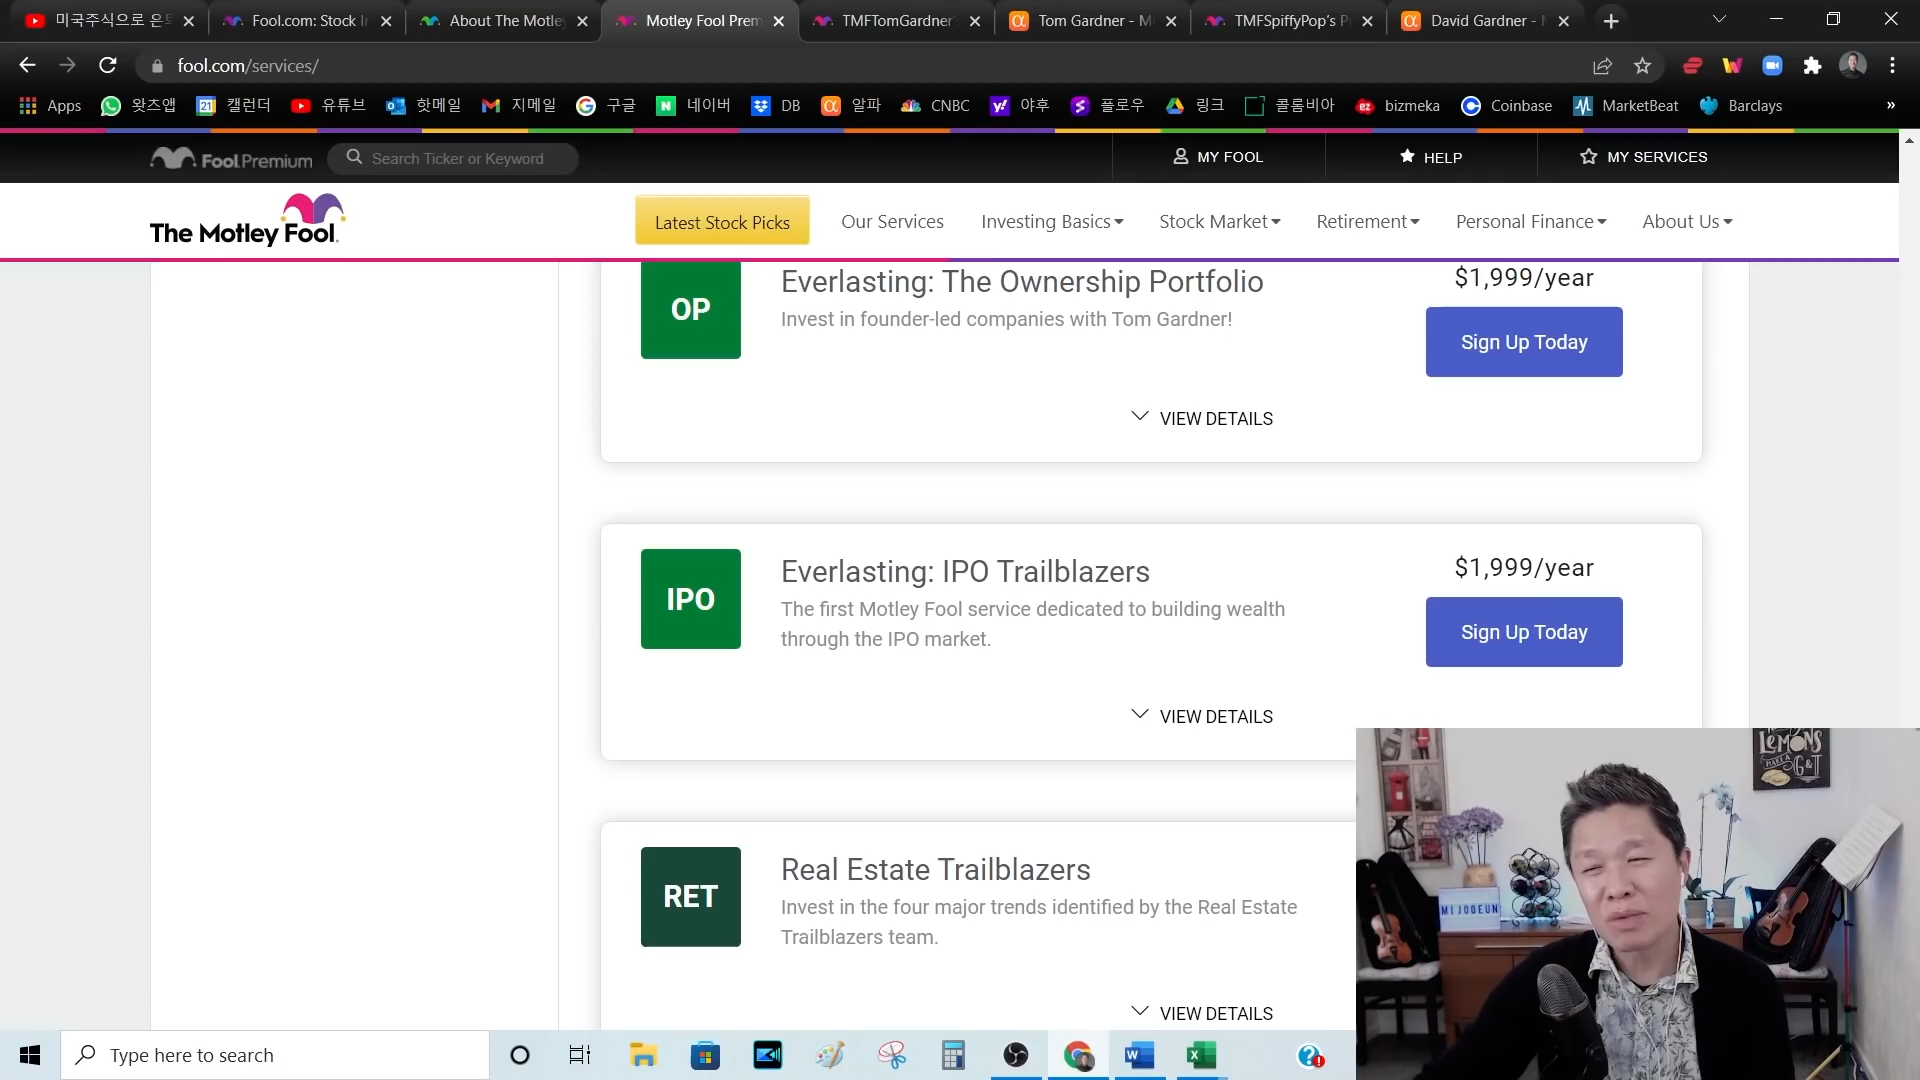 미국주식으로 은
Fool.com: Stock I
About The Motle
Motley Fool Prem
TMFTomGardner'
Tom Gardner - M
TMFSpiffyPop's P
David Gardner -
fool.com/services/
Apps
왓츠앱
캘린더
유튜브
핫메일
지메일
구글
네이버
DB
알파
CNBC
야후
플로우
링크
콜롬비아
bizmeka
Coinbase
MarketBeat
Barclays
»
FoolPremium
Search Ticker or Keyword
MY FOOL
HELP
MY SERVICES
The Motley Fool.
Latest Stock Picks
Our Services
Investing Basics
Stock Market
Retirement
Personal Finance
About Us
OP
Everlasting: The Ownership Portfolio
Invest in founder-led companies with Tom Gardner!
$1,999/year
Sign Up Today
VIEW DETAILS
IPO
Everlasting: IPO Trailblazers
The first Motley Fool service dedicated to building wealth
through the IPO market.
$1,999/year
Sign Up Today
VIEW DETAILS
RET
Real Estate Trailblazers
Invest in the four major trends identified by the Real Estate
Trailblazers team.
VIEW DETAILS
LEMONS
MAKE A
G&T
MIJOOEUN
Type here to search